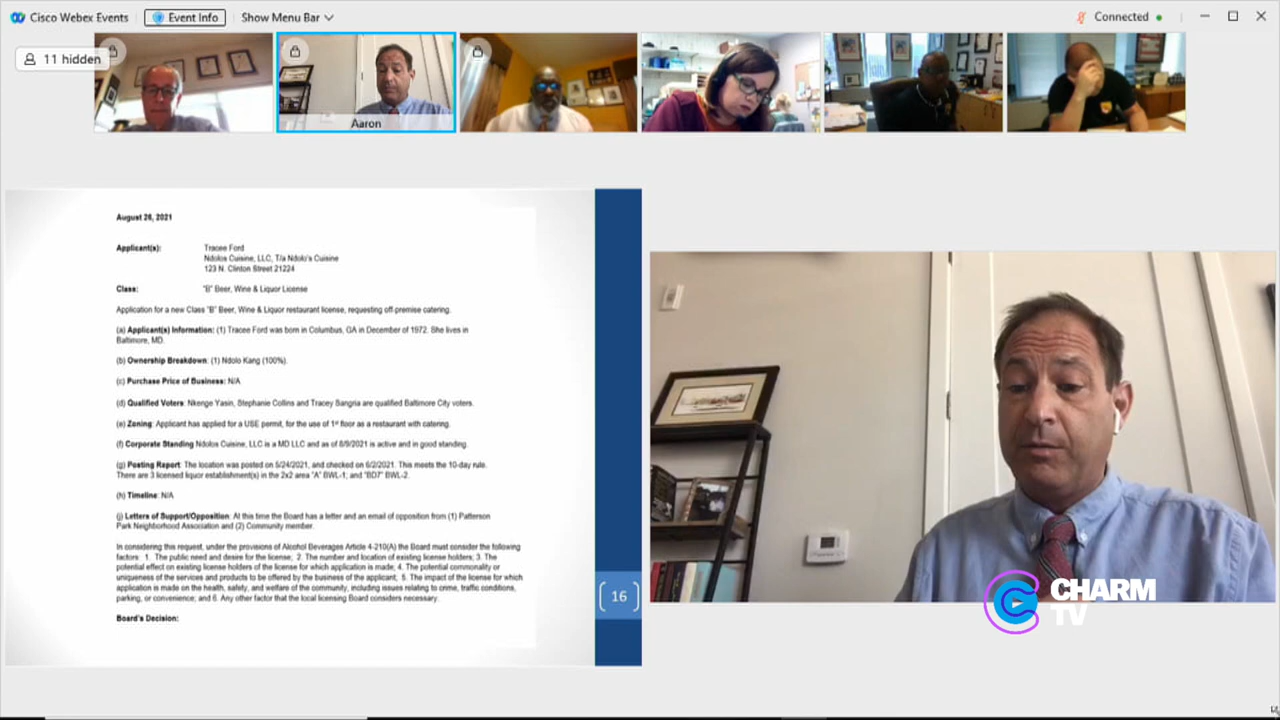 Cisco Webex Events
Event Info
Show Menu Bar
Connected
11 hidden
Aaron
August 26, 2021
Applicant(s): Tracee Ford
Ndolos Cuisine, LLC, T/a Ndolo's Cuisine
123 N. Clinton Street 21224
Class: "B" Beer, Wine & Liquor License
Application for a new Class "B" Beer, Wine & Liquor restaurant license, requesting off-premise catering.
(a) Applicant(s) Information: (1) Tracee Ford was born in Columbus, GA in December of 1972. She lives in
Baltimore, MD.
(b) Ownership Breakdown: (1) Ndolo Kang (100%).
(c) Purchase Price of Business: N/A
(d) Qualified Voters: Nkenge Yasin, Stephanie Collins and Tracey Sangria are qualified Baltimore City voters.
(e) Zoning: Applicant has applied for a USE permit, for the use of 1st floor as a restaurant with catering.
(f) Corporate Standing Ndolos Cuisine, LLC is a MD LLC and as of 8/9/2021 is active and in good standing.
(g) Posting Report: The location was posted on 5/24/2021, and checked on 6/2/2021. This meets the 10-day rule.
There are 3 licensed liquor establishment(s) in the 2x2 area "A" BWL-1; and "BD7" BWL-2.
(h) Timeline: N/A
(j) Letters of Support/Opposition: At this time the Board has a letter and an email of opposition from (1) Patterson
Park Neighborhood Association and (2) Community member.
In considering this request, under the provisions of Alcohol Beverages Article 4-210(A) the Board must consider the following
factors: 1. The public need and desire for the license; 2. The number and location of existing license holders; 3. The
potential effect on existing license holders of the license for which application is made; 4. The potential commonality or
uniqueness of the services and products to be offered by the business of the applicant; 5. The impact of the license for which
application is made on the health, safety, and welfare of the community, including issues relating to crime, traffic conditions,
parking, or convenience; and 6. Any other factor that the local licensing Board considers necessary.
Board's Decision:
16
CHARM
TV